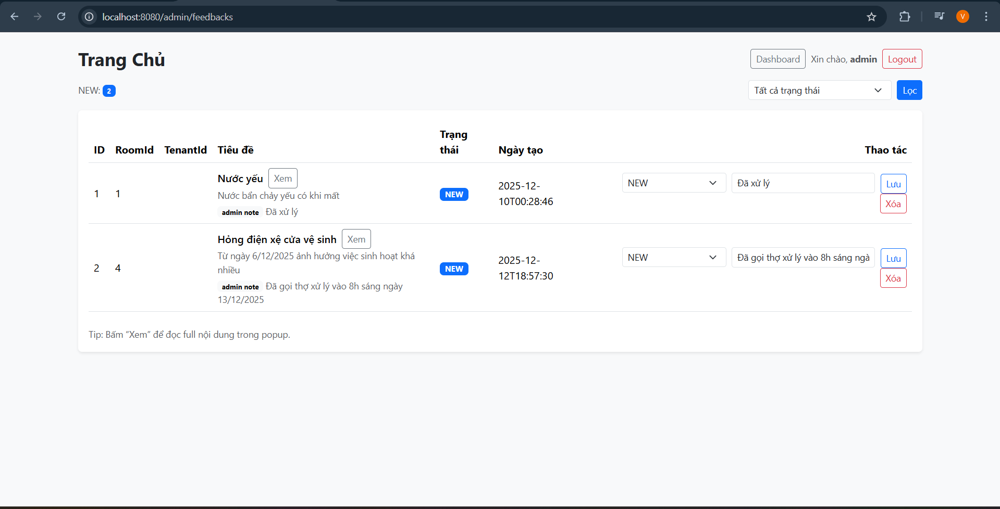 localhost:8080/admin/feedbacks
V
Trang Chủ
Dashboard Xin chào, admin Logout
NEW: 2
Tất cả trạng thái Lọc
ID RoomId TenantId Tiêu đề Trạng thái Ngày tạo Thao tác
1 1 Nước yếu Xem
Nước bẩn chảy yếu có khi mất
admin note Đã xử lý
NEW
2025-12-
10T00:28:46
NEW Đã xử lý Lưu
Xóa
2 4 Hỏng điện xệ cửa vệ sinh Xem
Từ ngày 6/12/2025 ảnh hưởng việc sinh hoạt khá
nhiều
admin note Đã gọi thợ xử lý vào 8h sáng ngày
13/12/2025
NEW
2025-12-
12T18:57:30
NEW Đã gọi thợ xử lý vào 8h sáng ngà Lưu
Xóa
Tip: Bấm “Xem” để đọc full nội dung trong popup.